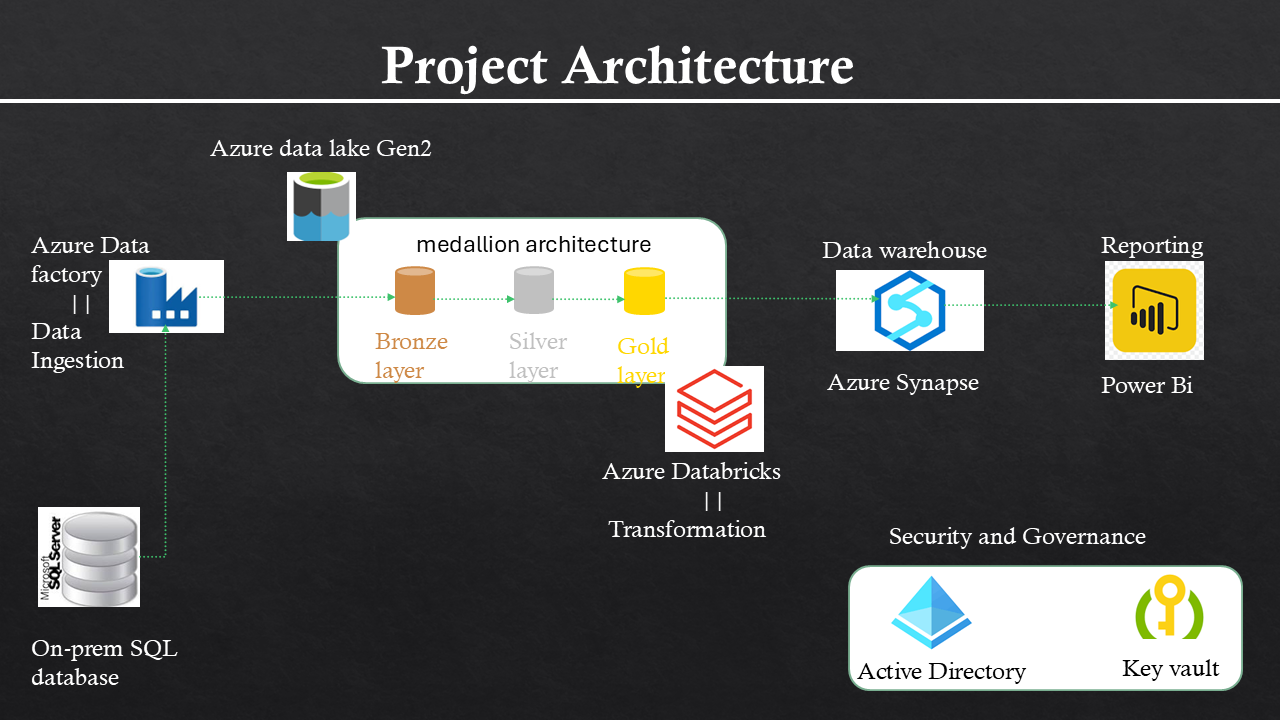 Project Architecture
Azure data lake Gen2
Azure Data
factory
||
Data
Ingestion
medallion architecture
Bronze
layer
Silver
layer
Gold
layer
Data warehouse
Azure Synapse
Reporting
Power Bi
Azure Databricks
||
Transformation
Microsoft
SQL Server
On-prem SQL
database
Security and Governance
Active Directory
Key vault